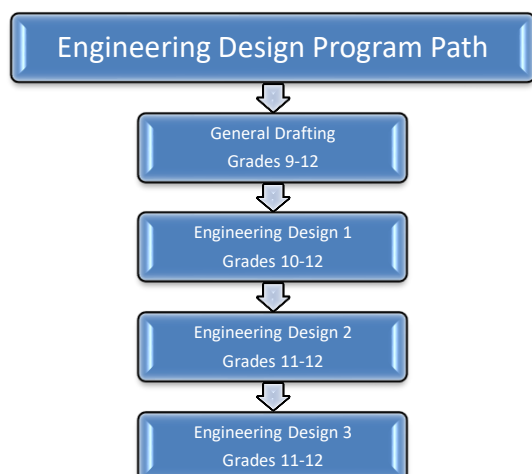 Engineering Design Program Path
General Drafting
Grades 9-12
Engineering Design 1
Grades 10-12
Engineering Design 2
Grades 11-12
Engineering Design 3
Grades 11-12